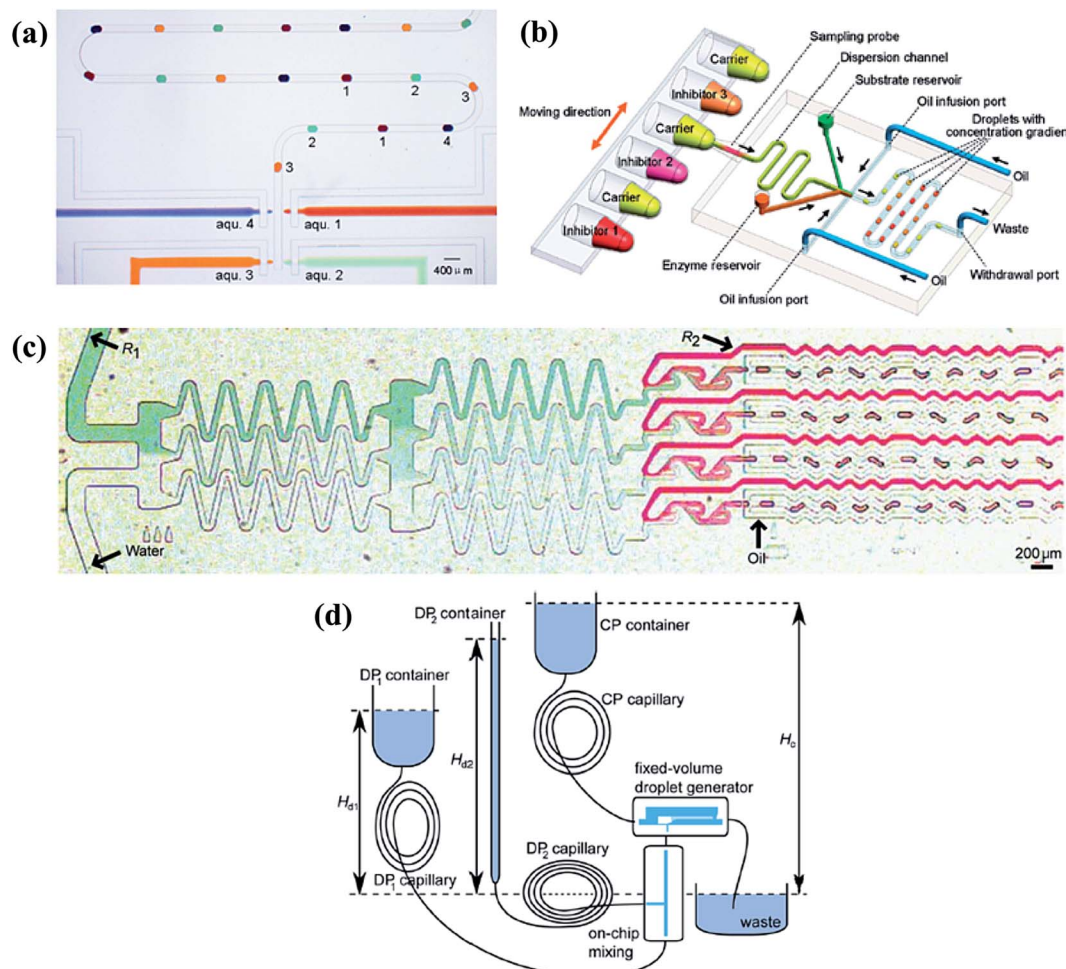 (a)
1
2
3
2
1
4
3
aqu. 4
aqu. 1
aqu. 3
aqu. 2
400 μm
(b)
Sampling probe
Dispersion channel
Substrate reservoir
Oil infusion port
Droplets with
concentration gradien
Carrier
Inhibitor 3
Moving direction
Carrier
Inhibitor 2
Carrier
Inhibitor 1
Oil
Waste
Enzyme reservoir
Oil infusion port
Oil
Withdrawal port
(c)
R1
R2
Water
Oil
200 μm
(d)
DP2 container
CP container
DP1 container
CP capillary
Hd2
Hc
Hd1
fixed-volume
droplet generator
DP2 capillary
DP1 capillary
on-chip
mixing
waste